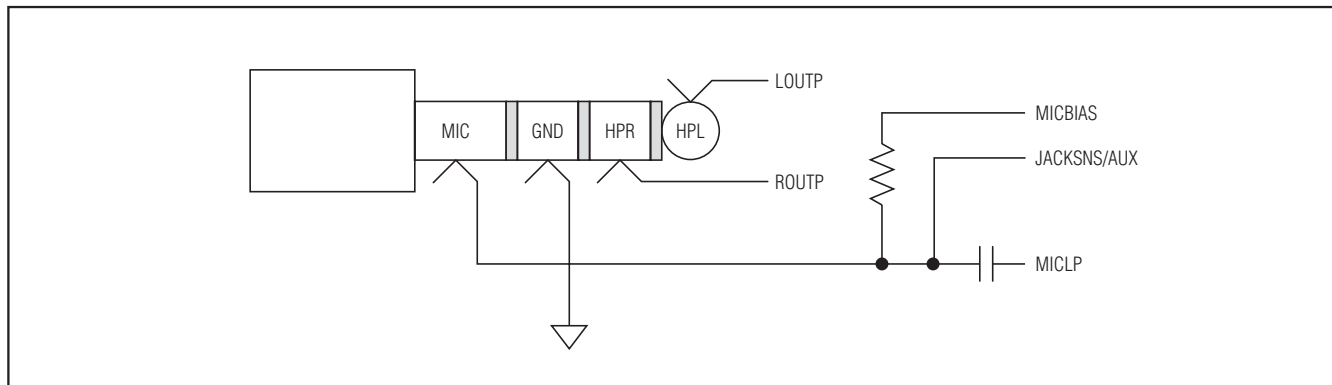 LOUTP
MIC GND HPR HPL
MICBIAS
JACKSNS/AUX
ROUTP
MICLP